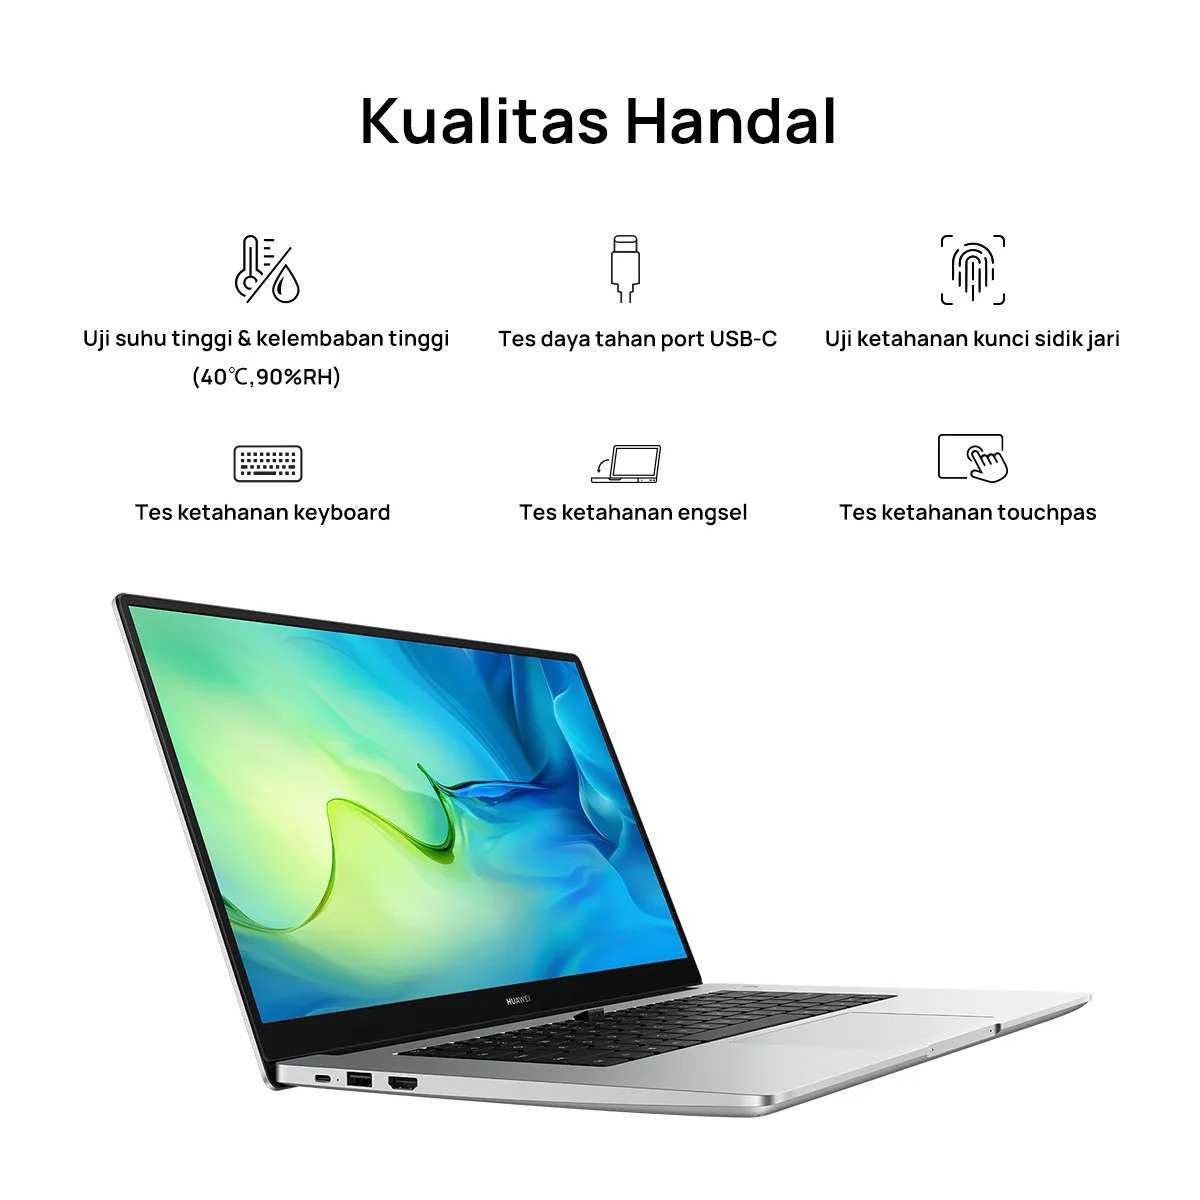 Kualitas Handal
Uji suhu tinggi & kelembaban tinggi
(40℃,90%RH)
Tes daya tahan port USB-C
Uji ketahanan kunci sidik jari
Tes ketahanan keyboard
Tes ketahanan engsel
Tes ketahanan touchpas
HUAWEI